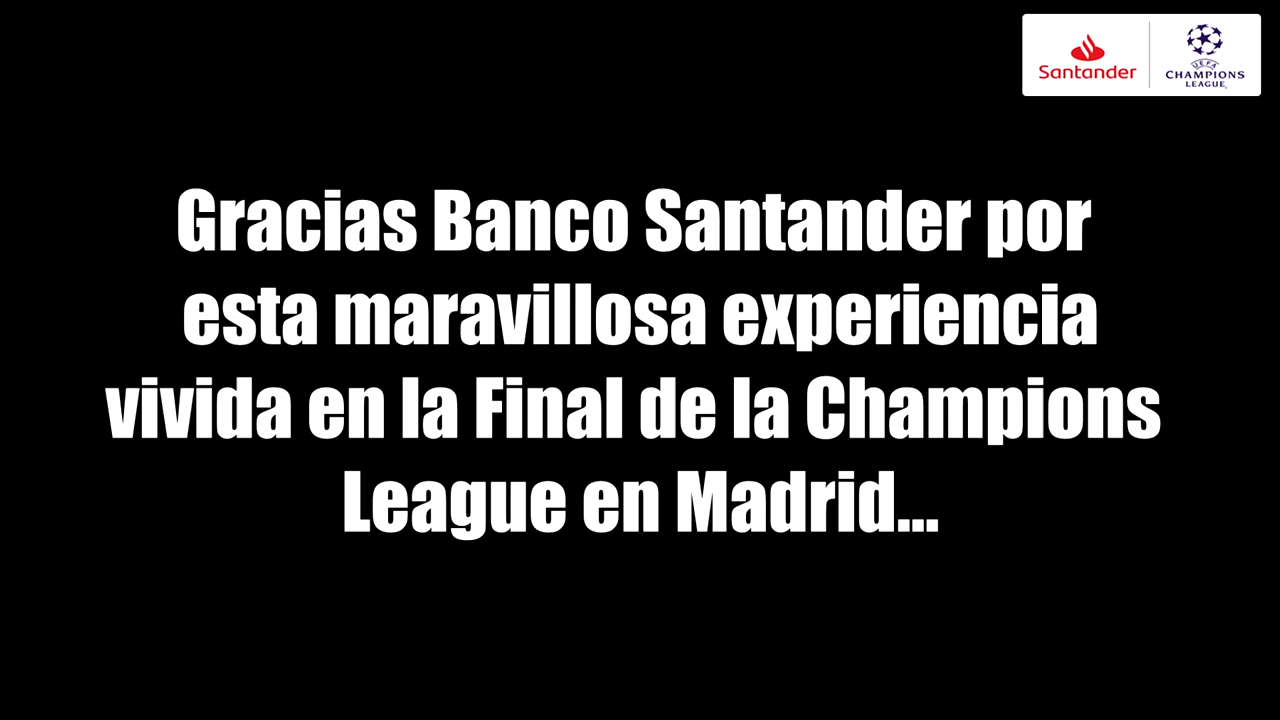 Santander
UEFA
CHAMPIONS
LEAGUE
Gracias Banco Santander por
esta maravillosa experiencia
vivida en la Final de la Champions
League en Madrid...